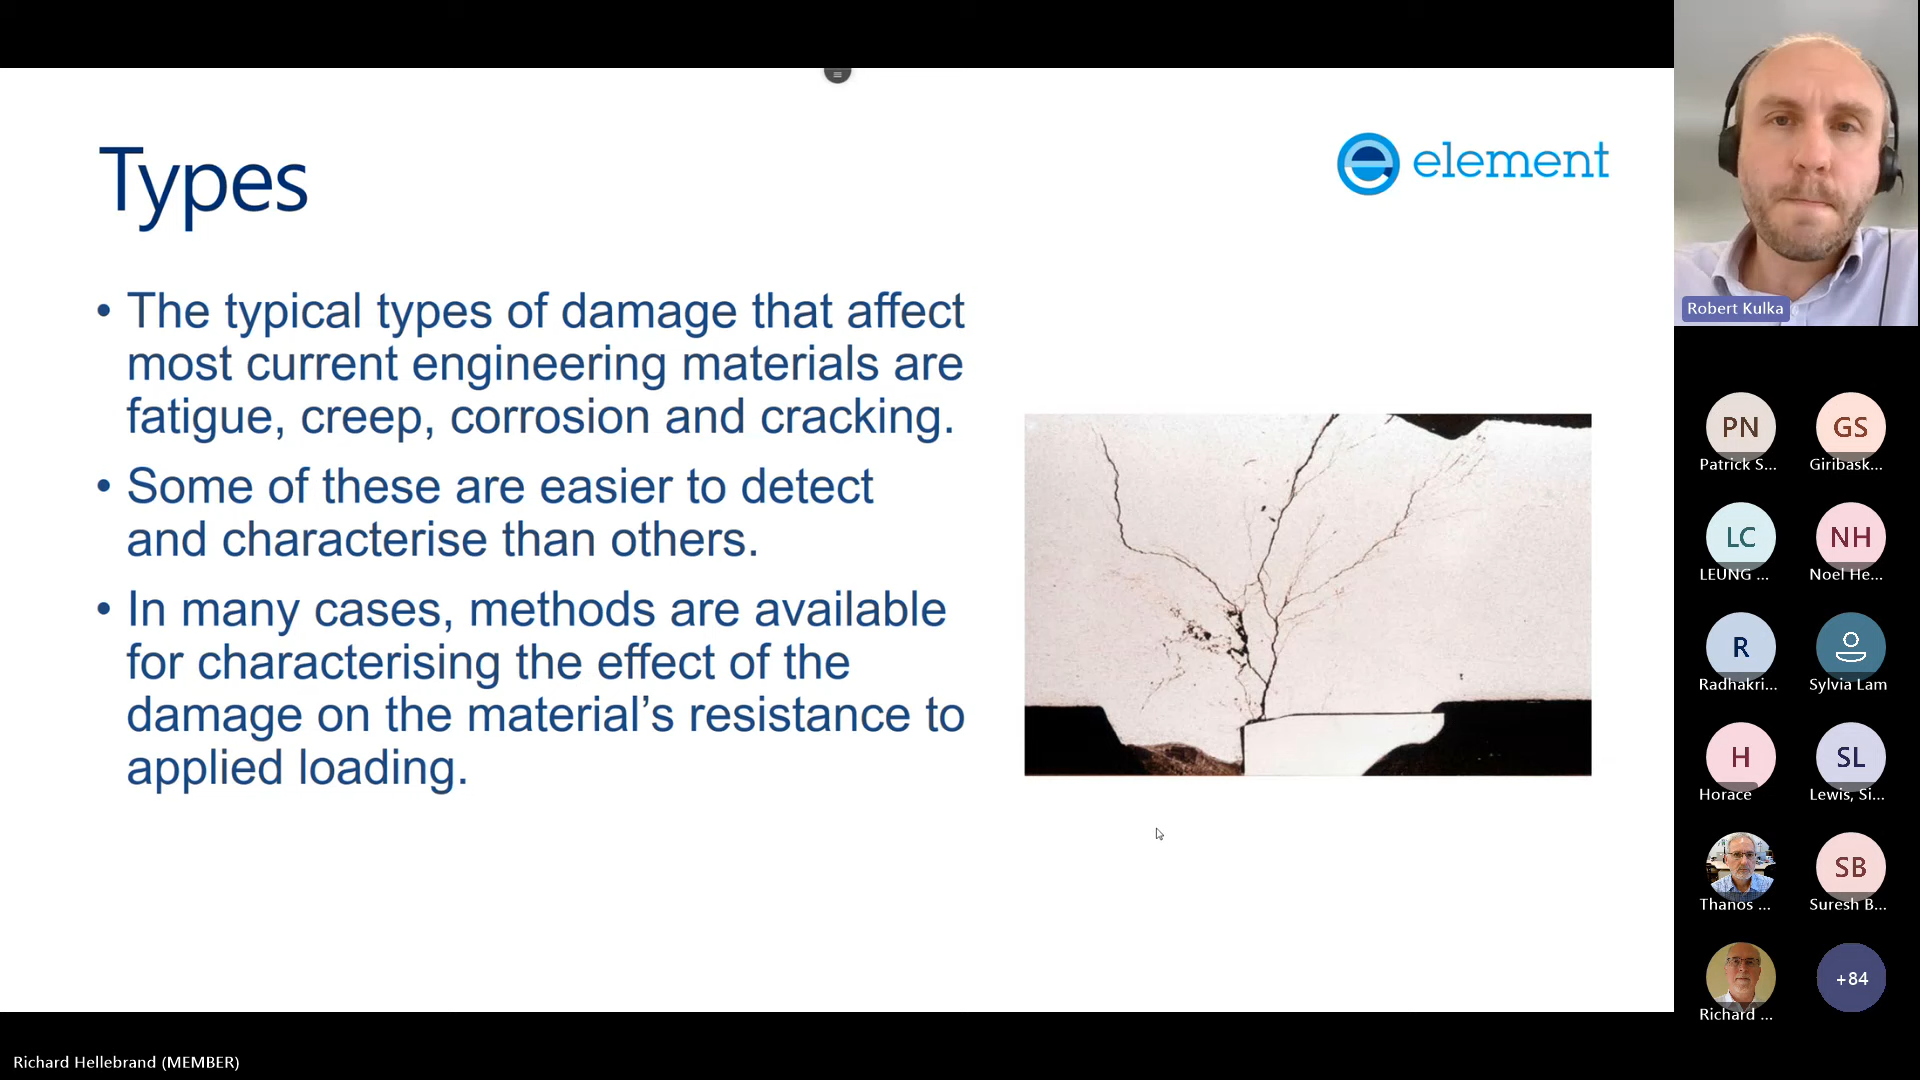 Types
element
• The typical types of damage that affect
most current engineering materials are
fatigue, creep, corrosion and cracking.
• Some of these are easier to detect
and characterise than others.
• In many cases, methods are available
for characterising the effect of the
damage on the material’s resistance to
applied loading.
Robert Kulka
PN
Patrick S...
GS
Giribask...
LC
LEUNG ...
NH
Noel He...
R
Radhakri...
Sylvia Lam
H
Horace
SL
Lewis, Si...
Thanos ...
SB
Suresh B...
Richard ...
+84
Richard Hellebrand (MEMBER)